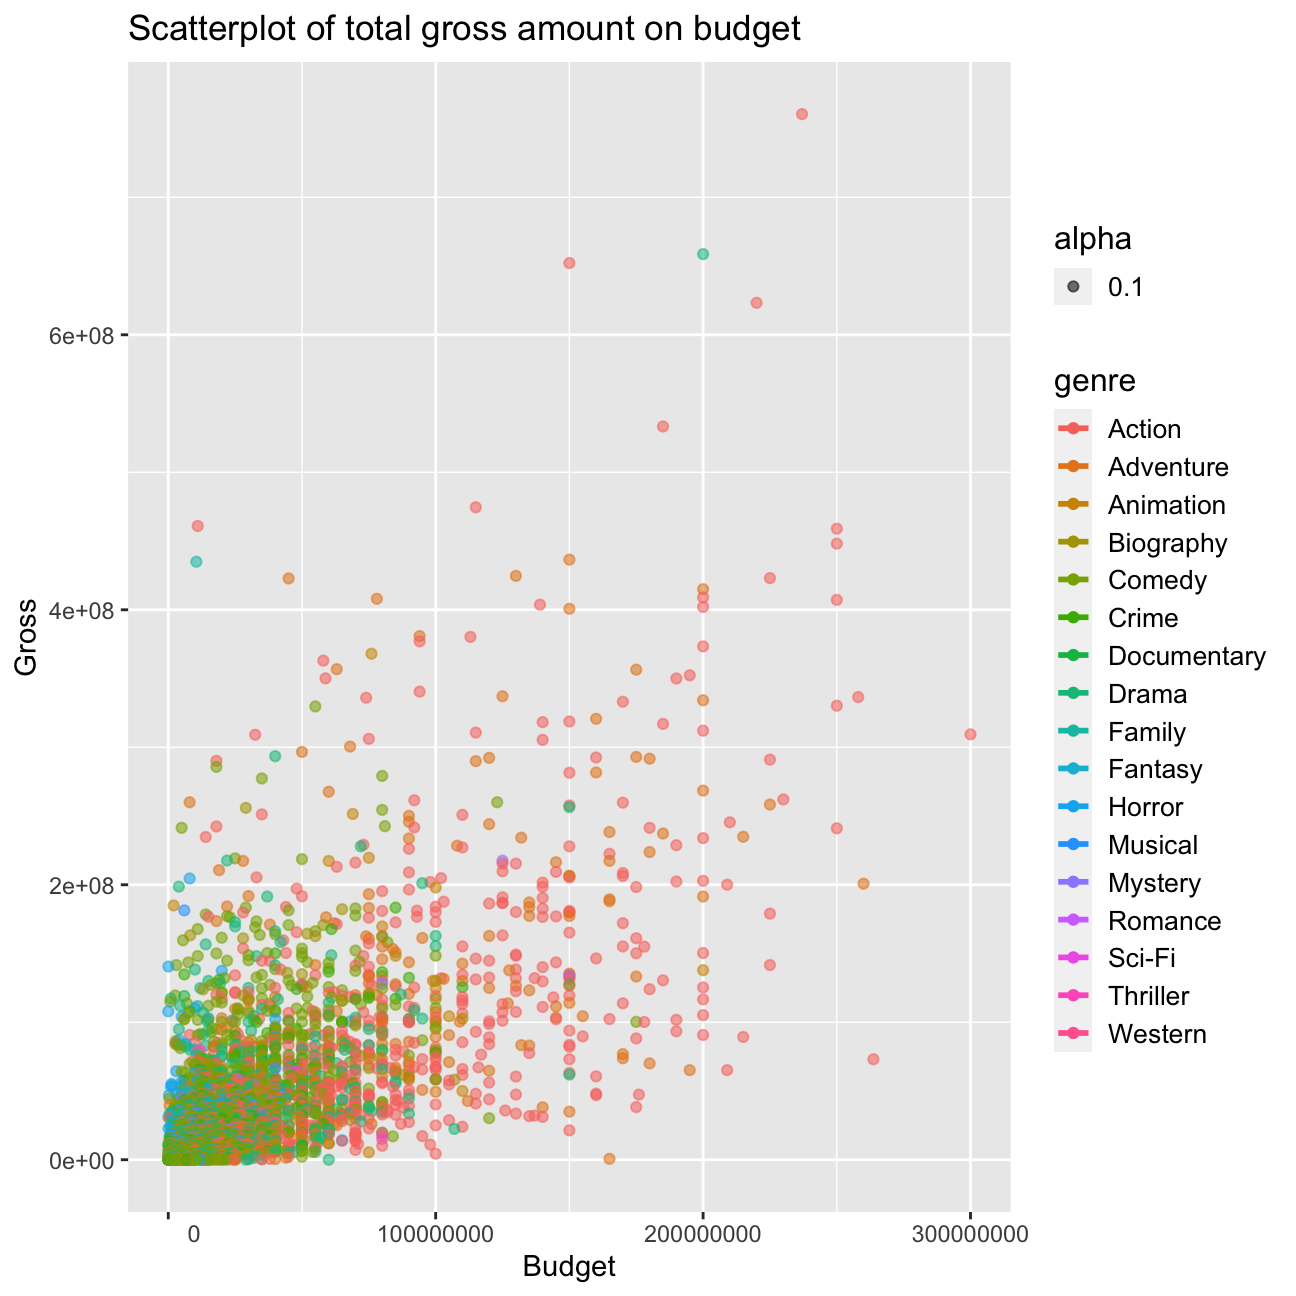 Scatterplot of total gross amount on budget
6e+08
4e+08
2e+08
0e+00
Gross
0
100000000
200000000
300000000
Budget
alpha
0.1
genre
Action
Adventure
Animation
Biography
Comedy
Crime
Documentary
Drama
Family
Fantasy
Horror
Musical
Mystery
Romance
Sci-Fi
Thriller
Western